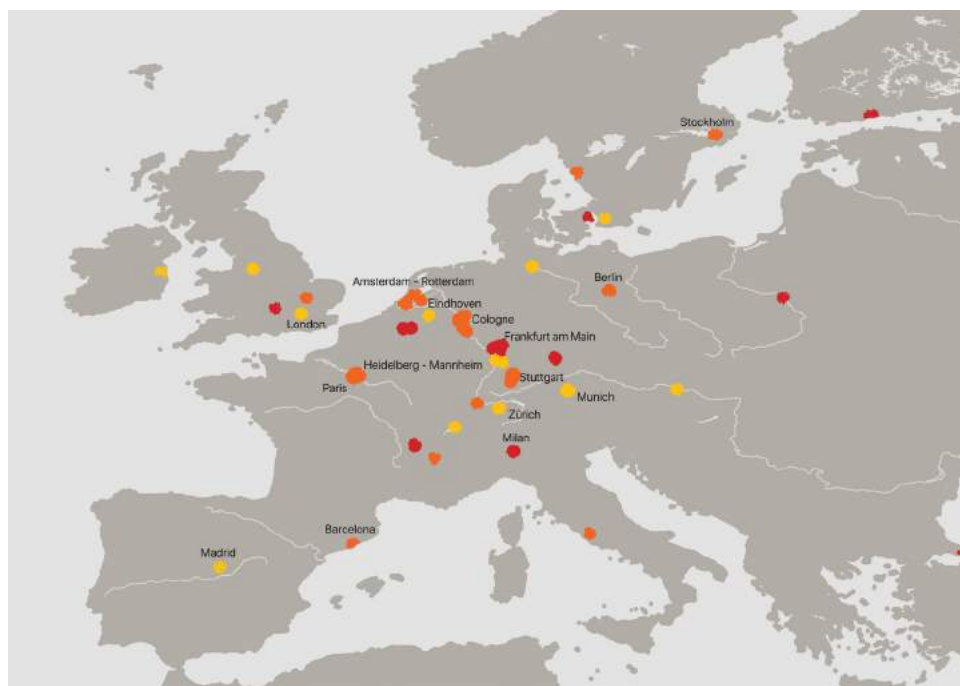 Stockholm
Berlin
Amsterdam - Rotterdam
Eindhoven
London
Cologne
Frankfurt am Main
Heidelberg - Mannheim
Stuttgart
Paris
Munich
Zürich
Milan
Barcelona
Madrid